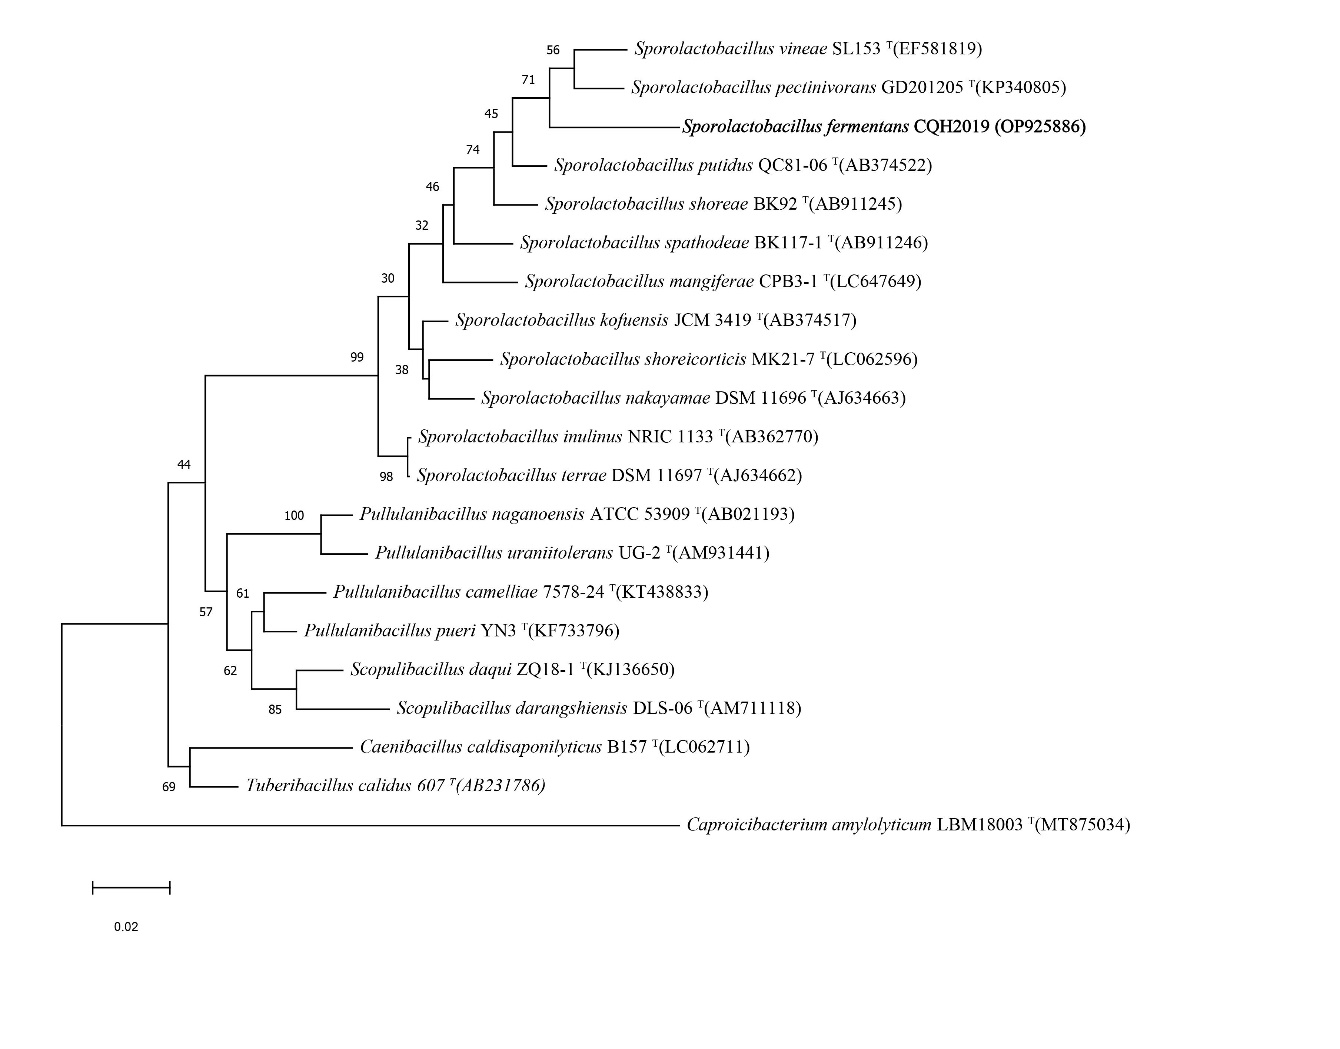 56
Sporolactobacillus vineae SL153 T(EF581819)
71
Sporolactobacillus pectinivorans GD201205 T(KP340805)
45
Sporolactobacillus fermentans CQH2019 (OP925886)
74
Sporolactobacillus putidus QC81-06 T(AB374522)
46
Sporolactobacillus shoreae BK92 T(AB911245)
32
Sporolactobacillus spathodeae BK117-1 T(AB911246)
30
Sporolactobacillus mangiferae CPB3-1 T(LC647649)
Sporolactobacillus kofuensis JCM 3419 T(AB374517)
99
Sporolactobacillus shoreicorticis MK21-7 T(LC062596)
38
Sporolactobacillus nakayamae DSM 11696 T(AJ634663)
Sporolactobacillus inulinus NRIC 1133 T(AB362770)
44
98
Sporolactobacillus terrae DSM 11697 T(AJ634662)
100
Pullulanibacillus naganoensis ATCC 53909 T(AB021193)
Pullulanibacillus uraniitolerans UG-2 T(AM931441)
61
Pullulanibacillus camelliae 7578-24 T(KT438833)
57
Pullulanibacillus pueri YN3 T(KF733796)
62
Scopulibacillus daqui ZQ18-1 T(KJ136650)
85
Scopulibacillus darangshiensis DLS-06 T(AM711118)
Caenibacillus caldisaponilyticus B157 T(LC062711)
69
Tuberibacillus calidus 607 T(AB231786)
Caproicibacterium amylolyticum LBM18003 T(MT875034)
0.02